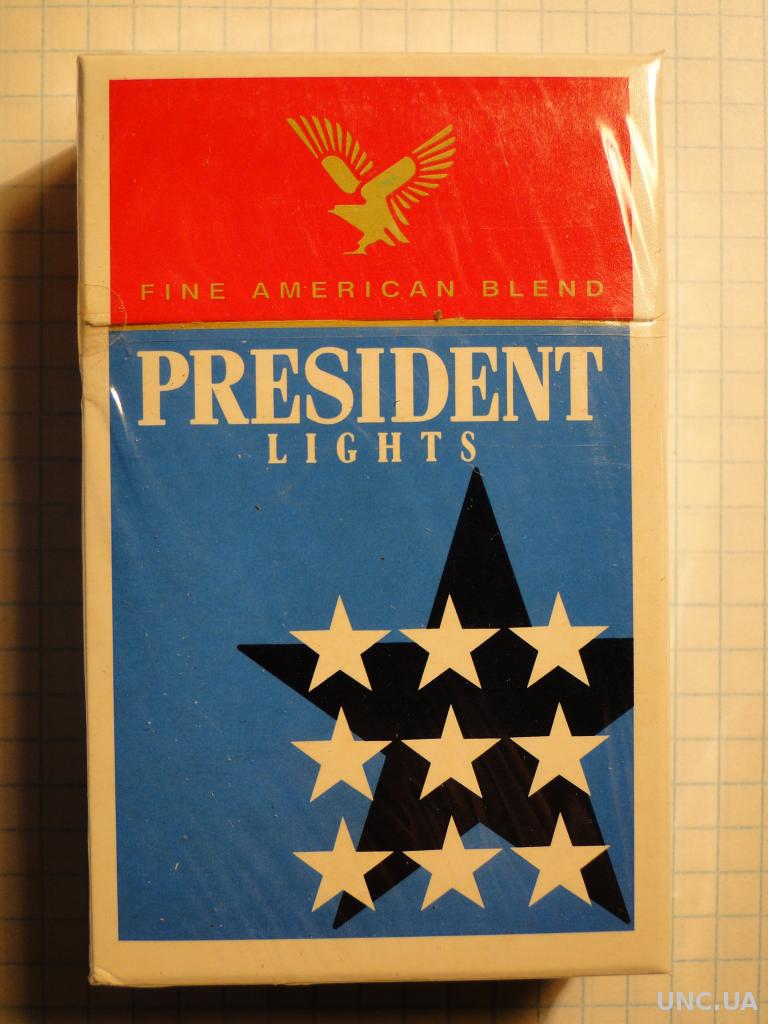 FINE AMERICAN BLEND
PRESIDENT
LIGHTS
UNC.UA